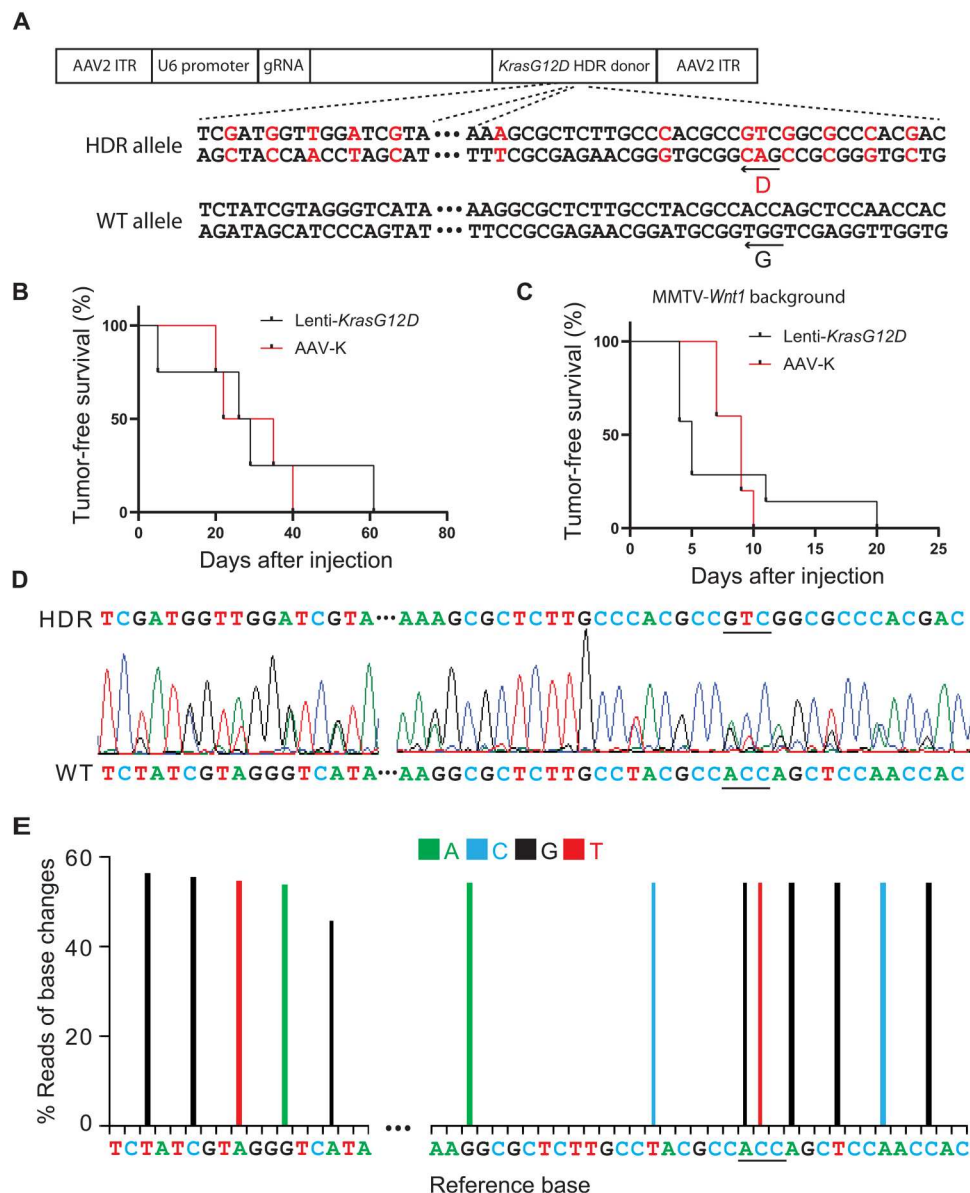 A
AAV2 ITR U6 promoter gRNA KrasG12D HDR donor AAV2 ITR
HDR allele
TCGATGGTTGGATCGTA•••AAAGCGCTCTTGCCCACGCCGTCGGCGCCCACGAC
AGCTACCAACCTAGCAT•••TTTCGCGAGAACGGGTGCGGCAGCCGCGGGTGCTG
D
WT allele
TCTATCGTAGGGTCATA•••AAGGCGCTCTTGCCTACGCCACCAGCTCCAACCAC
AGATAGCATCCCAGTAT•••TTCCGCGAGAACGGATGCGGTGGTCGAGGTTGGTG
G
B
Tumor-free survival (%)
100
50
0
Lenti-KrasG12D
AAV-K
0 20 40 60 80
Days after injection
C
MMTV-Wnt1 background
Tumor-free survival (%)
100
50
0
Lenti-KrasG12D
AAV-K
0 5 10 15 20 25
Days after injection
D
HDR TCGATGGTTGGATCGTA•••AAAGCGCTCTTGCCCACGCCGTCGGCGCCCACGAC
WT TCTATCGTAGGGTCATA•••AAGGCGCTCTTGCCTACGCCACCAGCTCCAACCAC
E
A C G T
% Reads of base changes
60
40
20
0
TCTATCGTAGGGTCATA ••• AAGGCGCTCTTGCCTACGCCACCAGCTCCAACCAC
Reference base